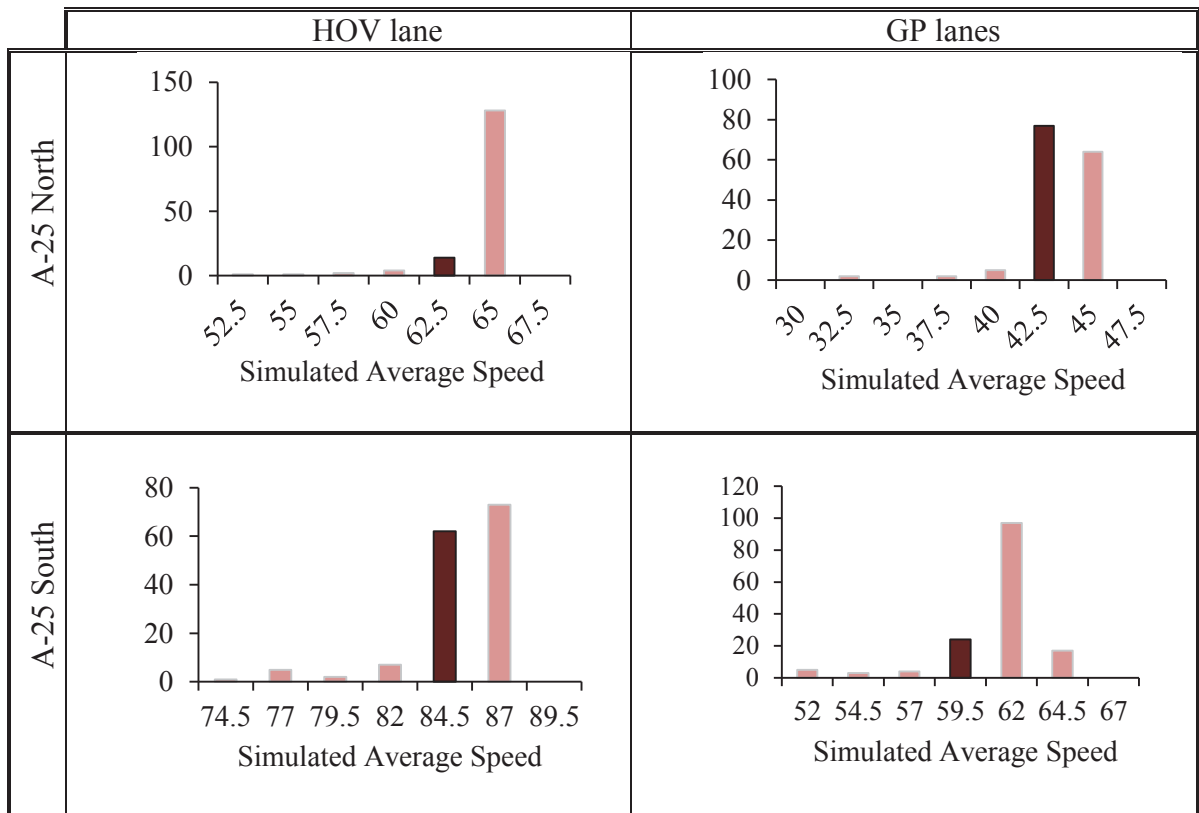 HOV lane
GP lanes
A-25 North
150
100
50
0
52.5 55 57.5 60 62.5 65 67.5
Simulated Average Speed
100
80
60
40
20
0
30 32.5 35 37.5 40 42.5 45 47.5
Simulated Average Speed
A-25 South
80
60
40
20
0
74.5 77 79.5 82 84.5 87 89.5
Simulated Average Speed
120
100
80
60
40
20
0
52 54.5 57 59.5 62 64.5 67
Simulated Average Speed